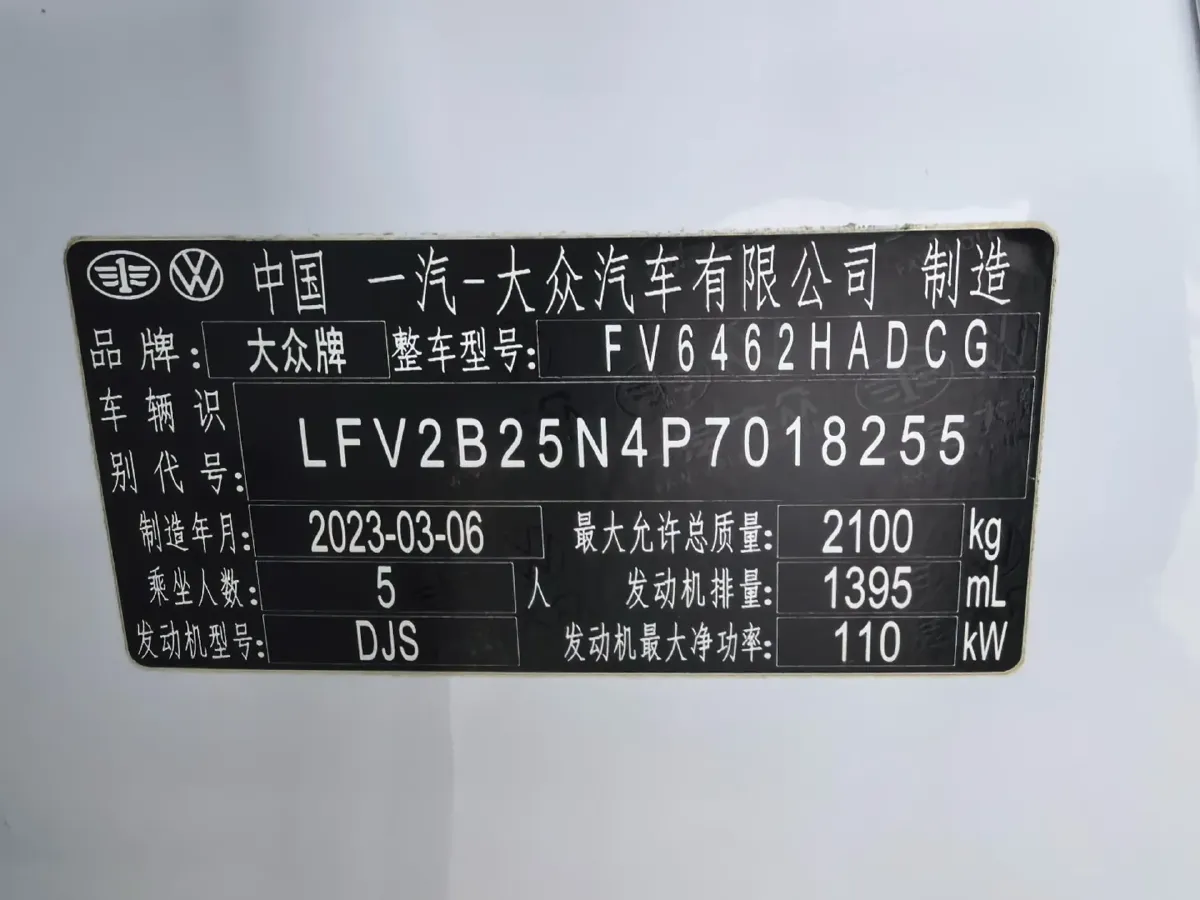 中国 一汽-大众汽车有限公司 制造
品牌: 大众牌 整车型号: FV6462HADCG
车辆识别代号: LFV2B25N4P7018255
制造年月: 2023-03-06 最大允许总质量: 2100 kg
乘坐人数: 5 人 发动机排量: 1395 mL
发动机型号: DJS 发动机最大净功率: 110 kW